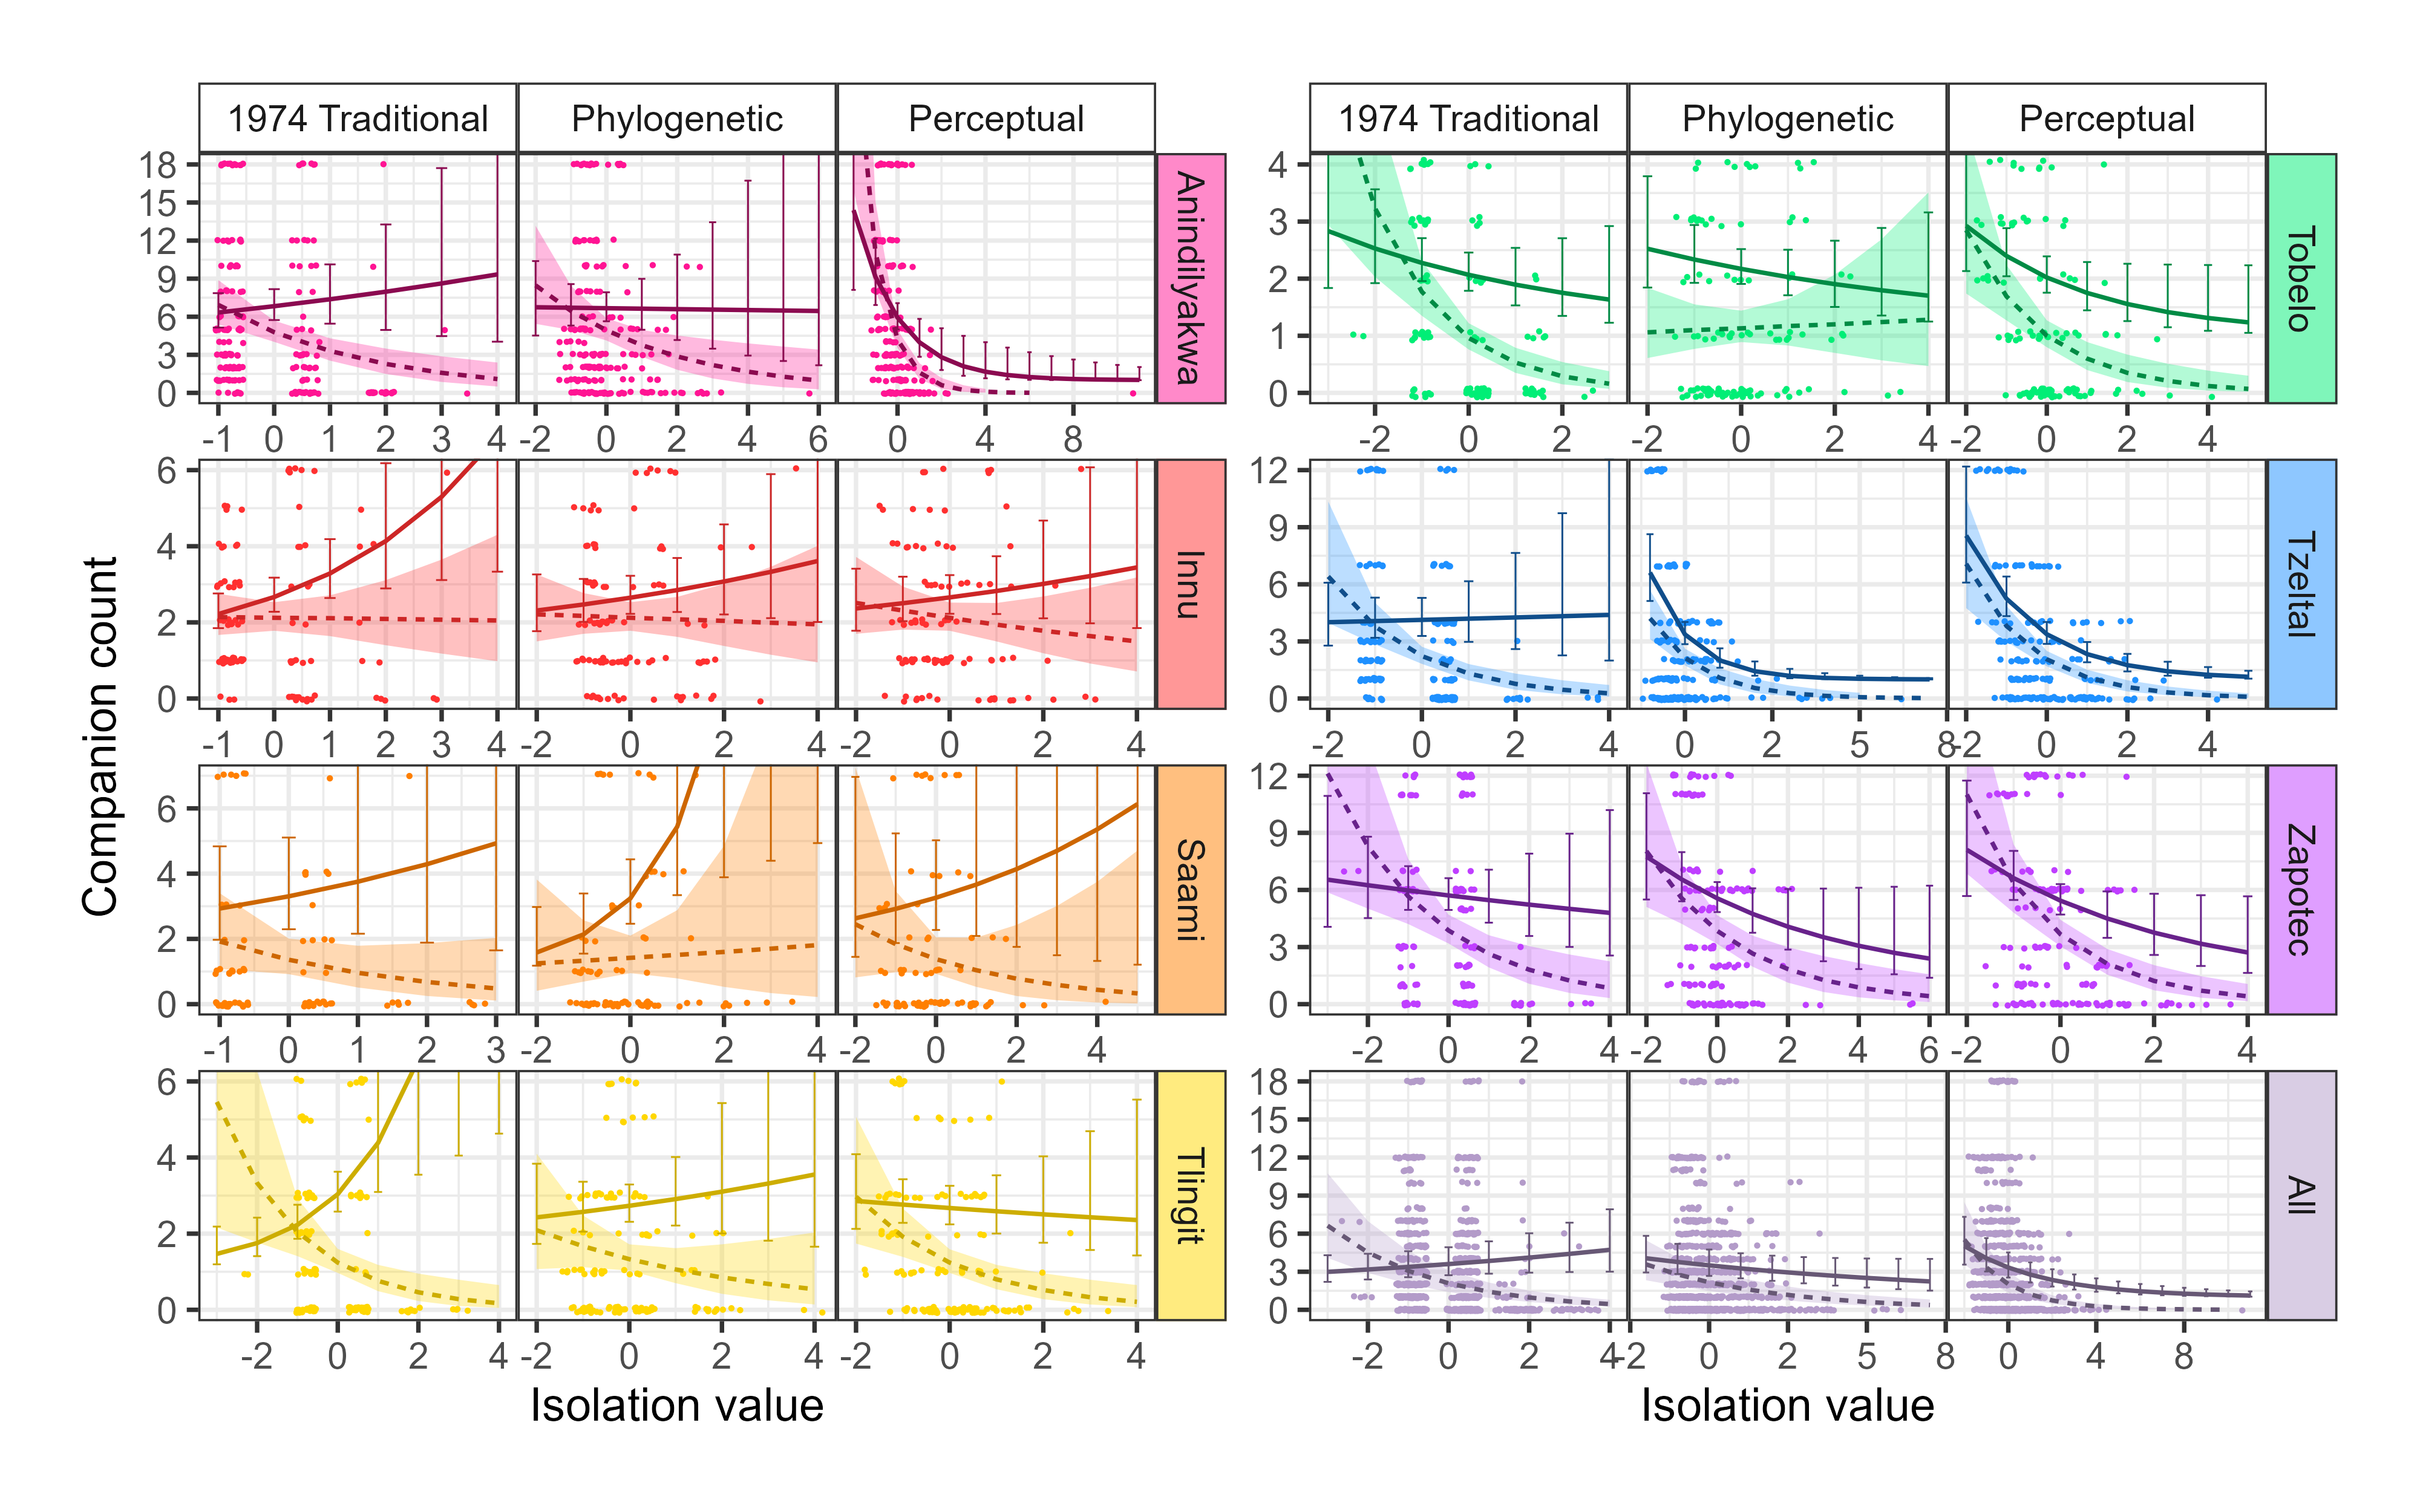 1974 Traditional Phylogenetic Perceptual
18
15
12
9
6
3
0
Anindilyakwa
-1 0 1 2 3 4 -2 0 2 4 6 0 4 8
6
4
2
0
Innu
-1 0 1 2 3 4 -2 0 2 4 -2 0 2 4
6
4
2
0
Saami
-1 0 1 2 3 -2 0 2 4 -2 0 2 4
6
4
2
0
Tlingit
-2 0 2 4 -2 0 2 4 -2 0 2 4
Companion count
Isolation value
1974 Traditional Phylogenetic Perceptual
4
3
2
1
0
Tobelo
-2 0 2 -2 0 2 4 -2 0 2 4
12
9
6
3
0
Tzeltal
-2 0 2 4 0 2 5 8 -2 0 2 4
12
9
6
3
0
Zapotec
-2 0 2 4 -2 0 2 4 6 -2 0 2 4
18
15
12
9
6
3
0
All
-2 0 2 4 -2 0 2 5 8 0 4 8
Isolation value